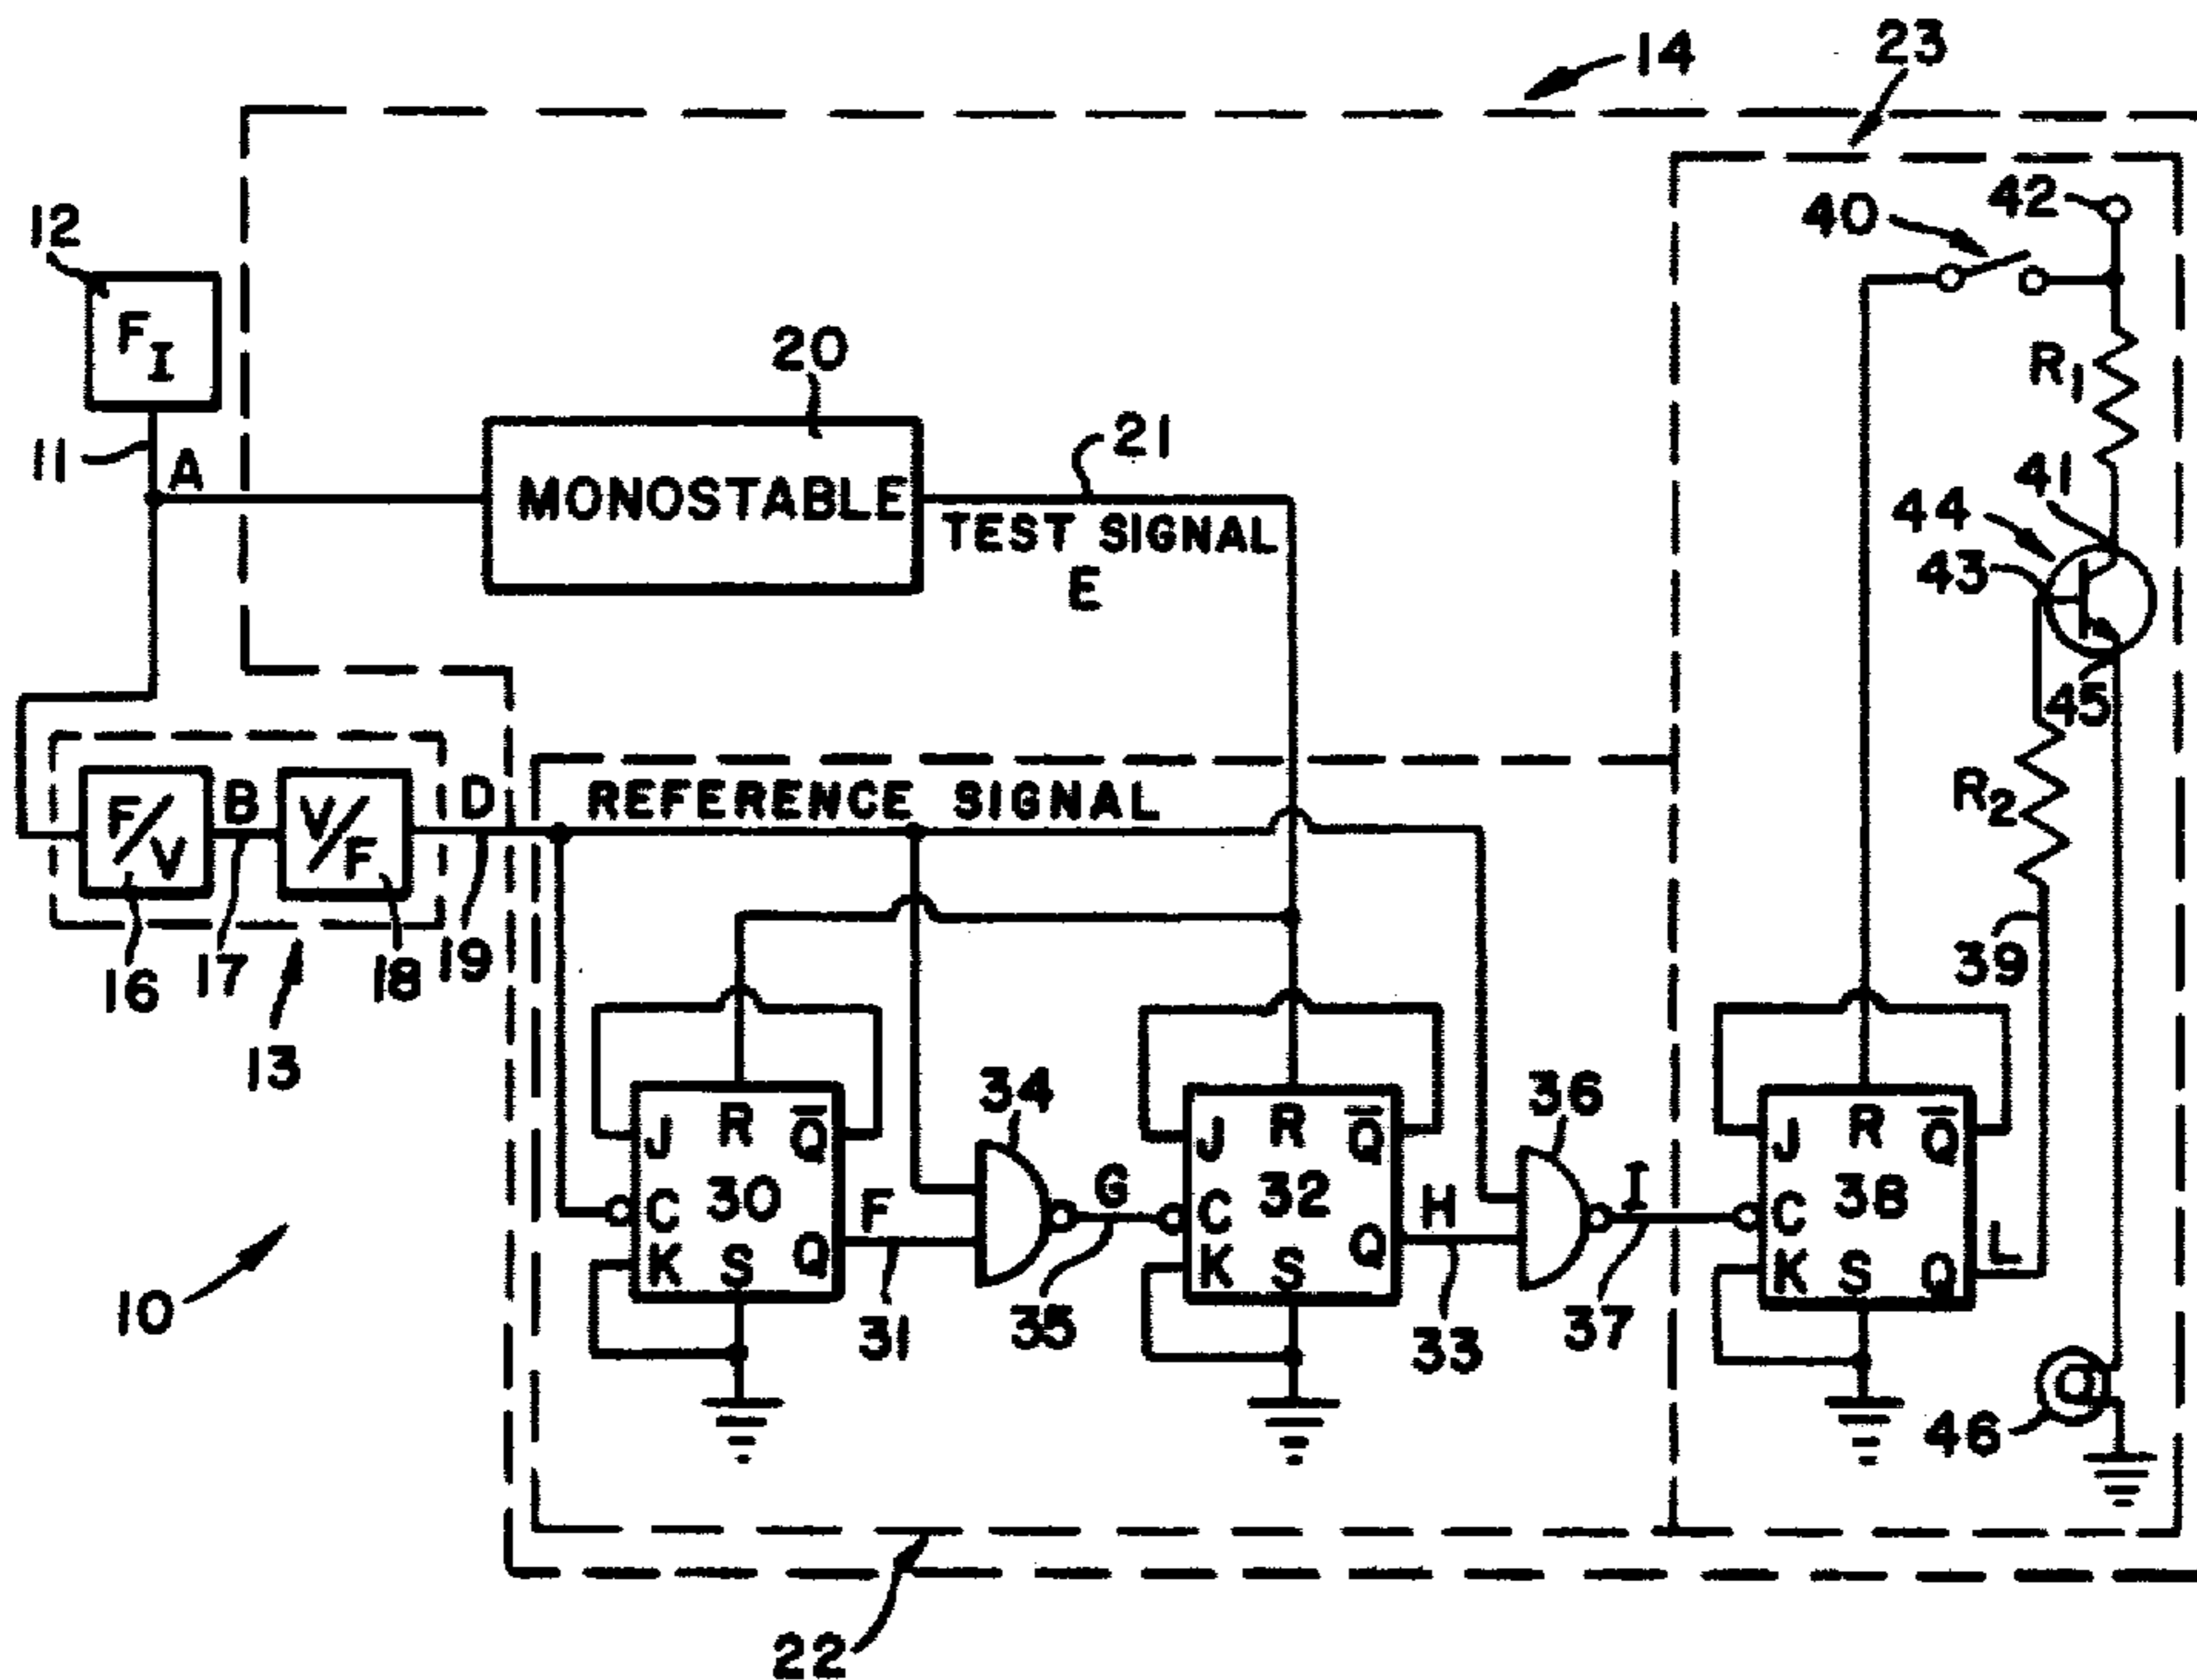 14
23
12
40
42
F I
20
R1
11
A
MONOSTABLE
21
TEST SIGNAL
E
41
44
43
45
F/V
B
V/F
D
REFERENCE SIGNAL
R2
16
17
18
19
13
39
34
36
J R Q̅
C 30
K S Q
F
G
J R Q̅
C 32
K S Q
H
I
J R Q̅
C 38
K S Q
L
10
31
35
33
37
46
22